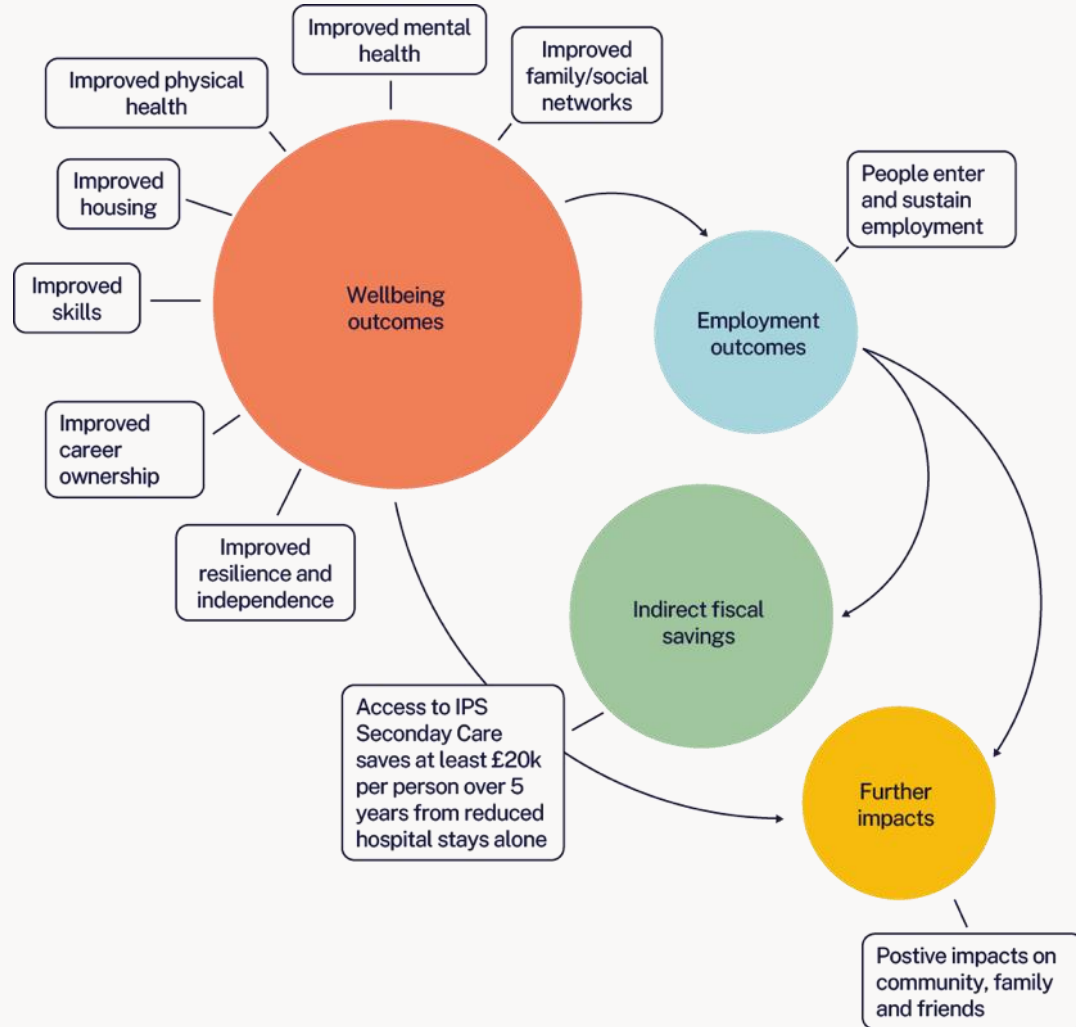 Improved mental
health
Improved
family/social
networks
Improved physical
health
Improved
housing
Improved
skills
Improved
career
ownership
Improved
resilience and
independence
Wellbeing
outcomes
People enter
and sustain
employment
Employment
outcomes
Indirect fiscal
savings
Access to IPS
Seconday Care
saves at least £20k
per person over 5
years from reduced
hospital stays alone
Further
impacts
Postive impacts on
community, family
and friends